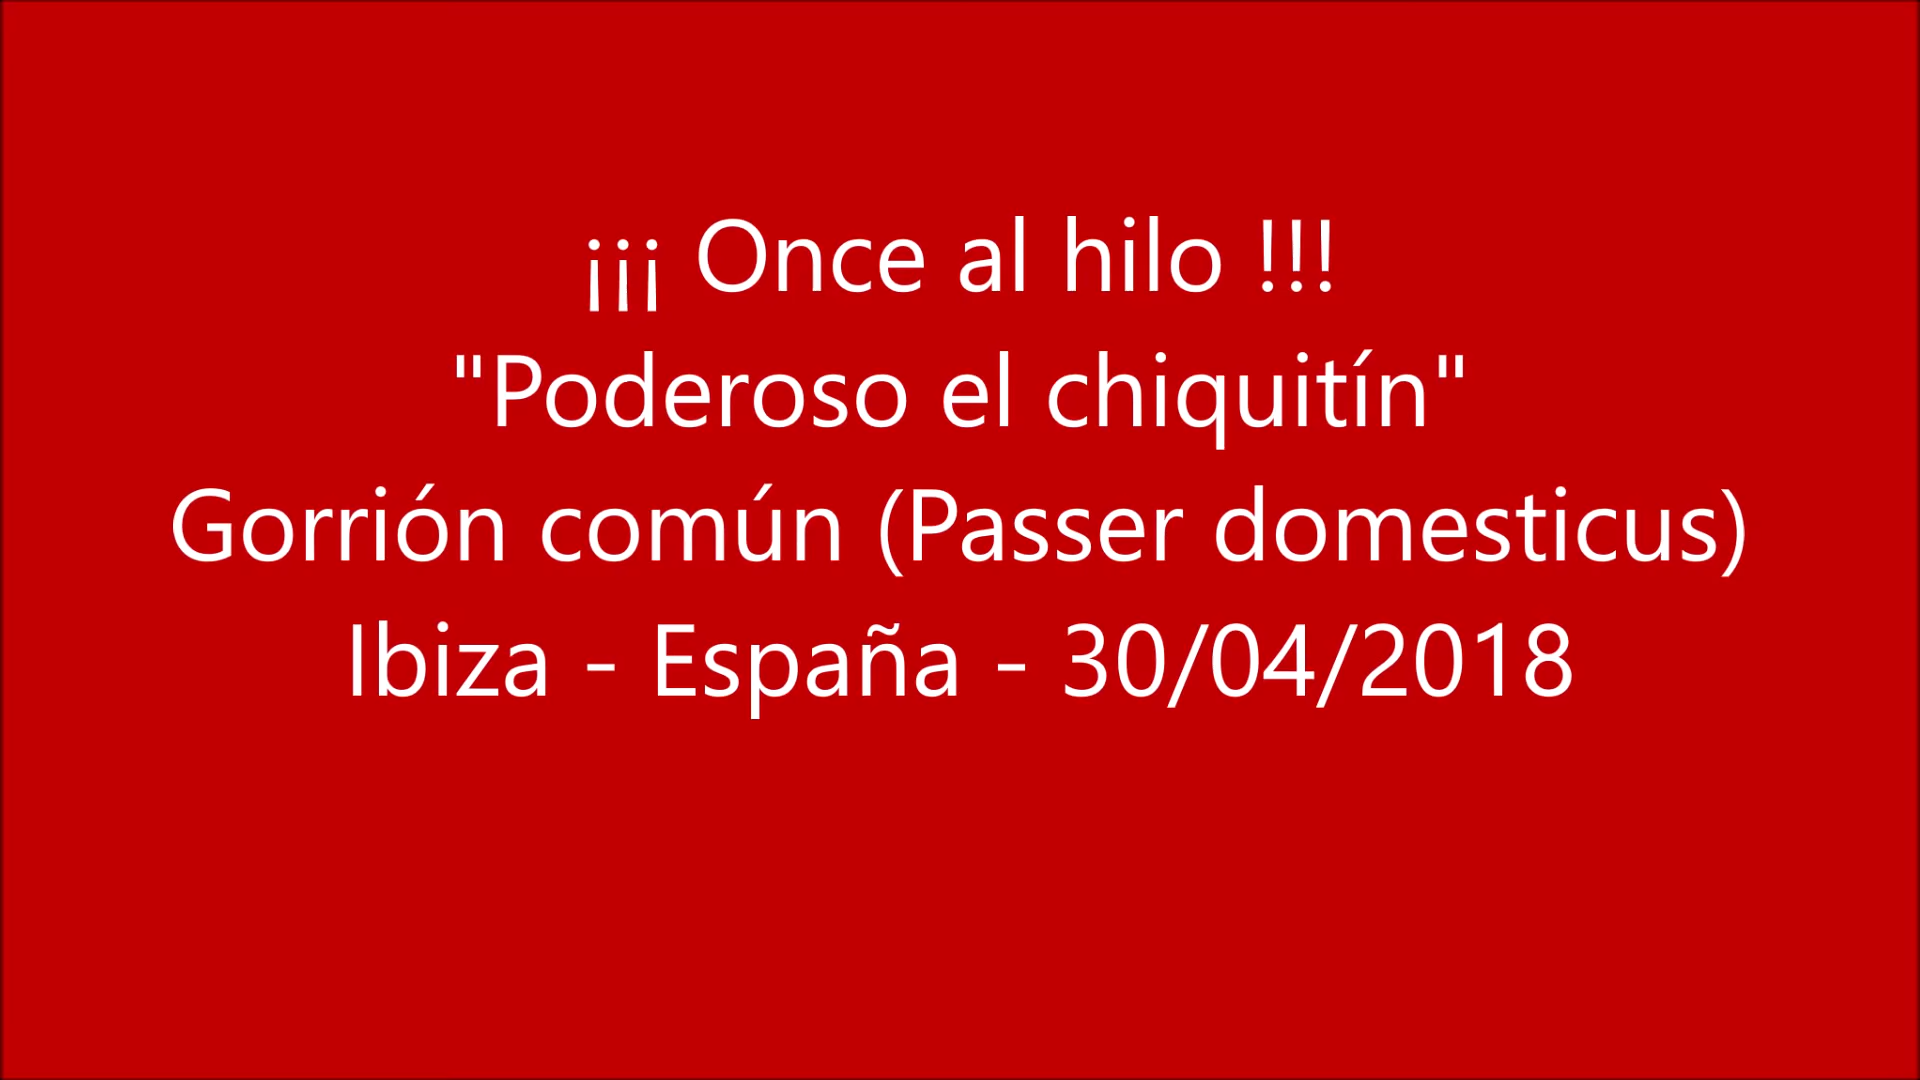 ¡¡¡ Once al hilo !!!
"Poderoso el chiquitín"
Gorrión común (Passer domesticus)
Ibiza - España - 30/04/2018